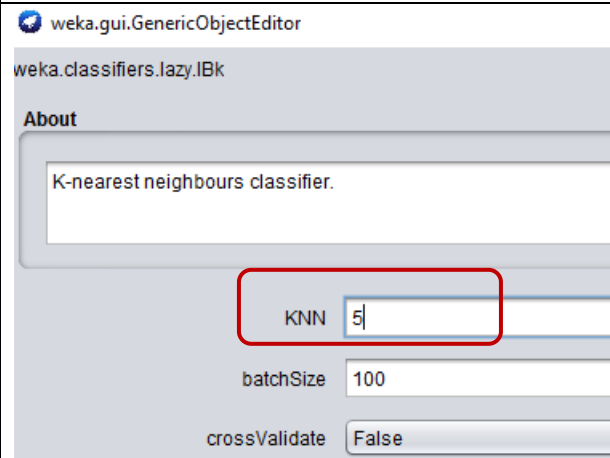 weka.gui.GenericObjectEditor
weka.classifiers.lazy.IBk
About
K-nearest neighbours classifier.
KNN 5
batchSize 100
crossValidate False